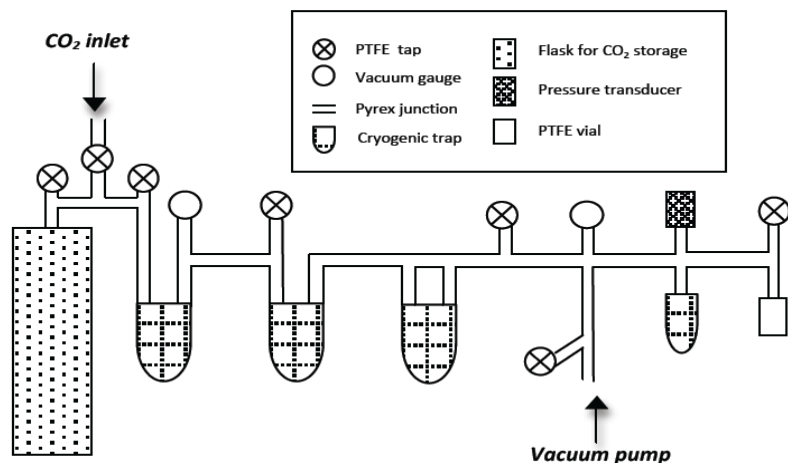 CO₂ inlet
PTFE tap
Vacuum gauge
Pyrex junction
Cryogenic trap
Flask for CO₂ storage
Pressure transducer
PTFE vial
Vacuum pump